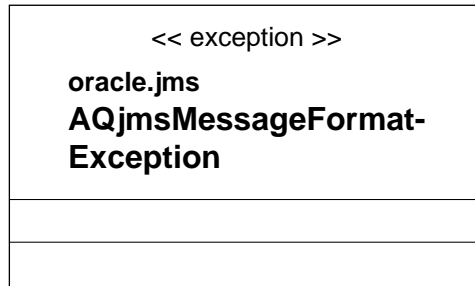 << exception >>
oracle.jms
AQjmsMessageFormat-
Exception